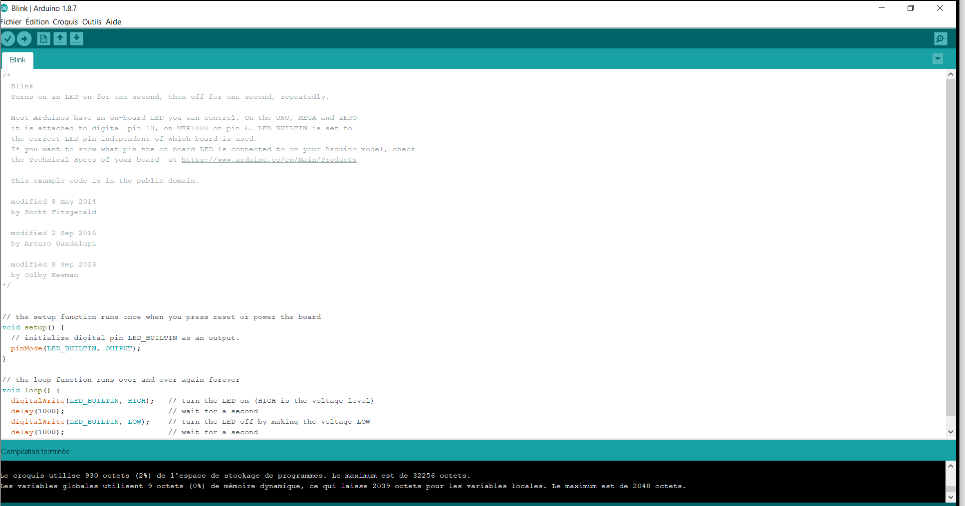 Blink | Arduino 1.8.7
Fichier Édition Croquis Outils Aide
Blink
/*
Blink
Turns on an LED on for one second, then off for one second, repeatedly.
Most Arduinos have an on-board LED you can control. On the UNO, MEGA and ZERO
it is attached to digital pin 13, on MKR1000 on pin 6. LED_BUILTIN is set to
the correct LED pin independent of which board is used.
If you want to know what pin the on-board LED is connected to on your Arduino model, check
the Technical Specs of your board  at https://www.arduino.cc/en/Main/Products
This example code is in the public domain.
modified 8 May 2014
by Scott Fitzgerald
modified 2 Sep 2016
by Arturo Guadalupi
modified 8 Sep 2016
by Colby Newman
*/
// the setup function runs once when you press reset or power the board
void setup() {
// initialize digital pin LED_BUILTIN as an output.
pinMode(LED_BUILTIN, OUTPUT);
}
// the loop function runs over and over again forever
void loop() {
digitalWrite(LED_BUILTIN, HIGH);   // turn the LED on (HIGH is the voltage level)
delay(1000);                       // wait for a second
digitalWrite(LED_BUILTIN, LOW);    // turn the LED off by making the voltage LOW
delay(1000);                       // wait for a second
Compilation terminée.
Le croquis utilise 930 octets (2%) de l'espace de stockage de programmes. Le maximum est de 32256 octets.
Les variables globales utilisent 9 octets (0%) de mémoire dynamique, ce qui laisse 2039 octets pour les variables locales. Le maximum est de 2048 octets.